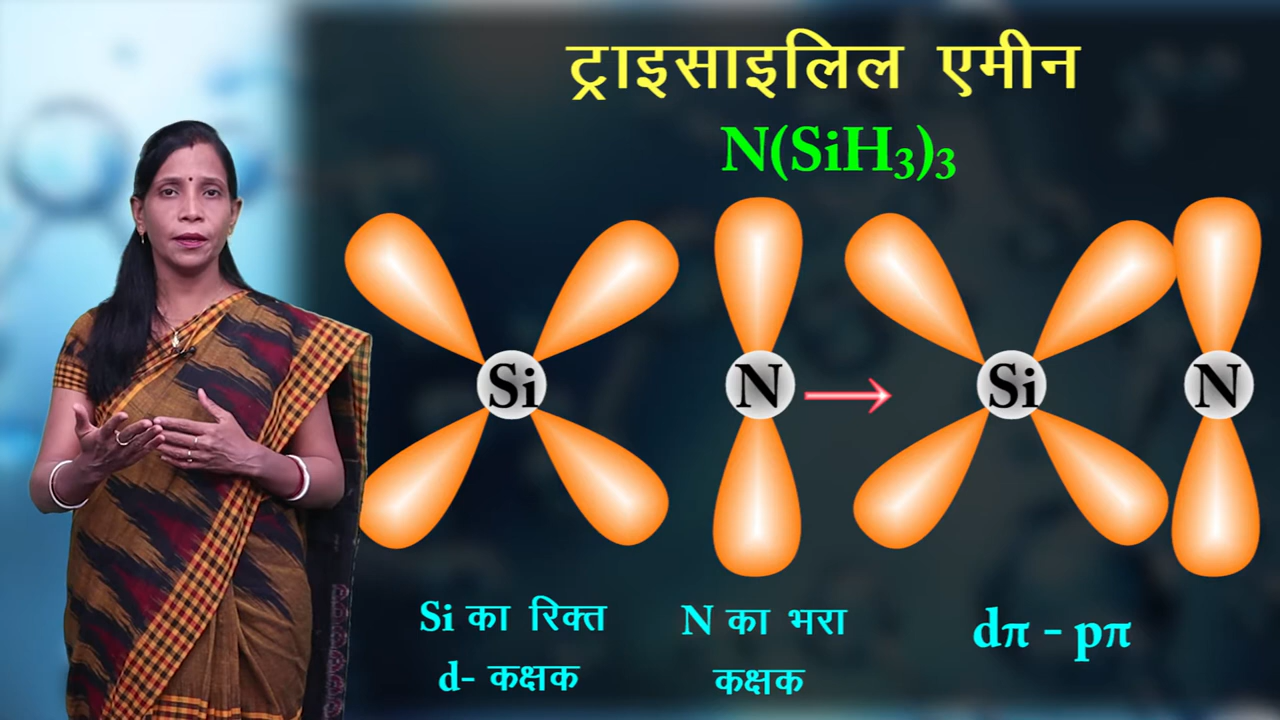 ट्राइसाइलिल एमीन
N(SiH₃)₃
Si N → Si N
Si का रिक्त
d- कक्षक
N का भरा
कक्षक
dπ - pπ